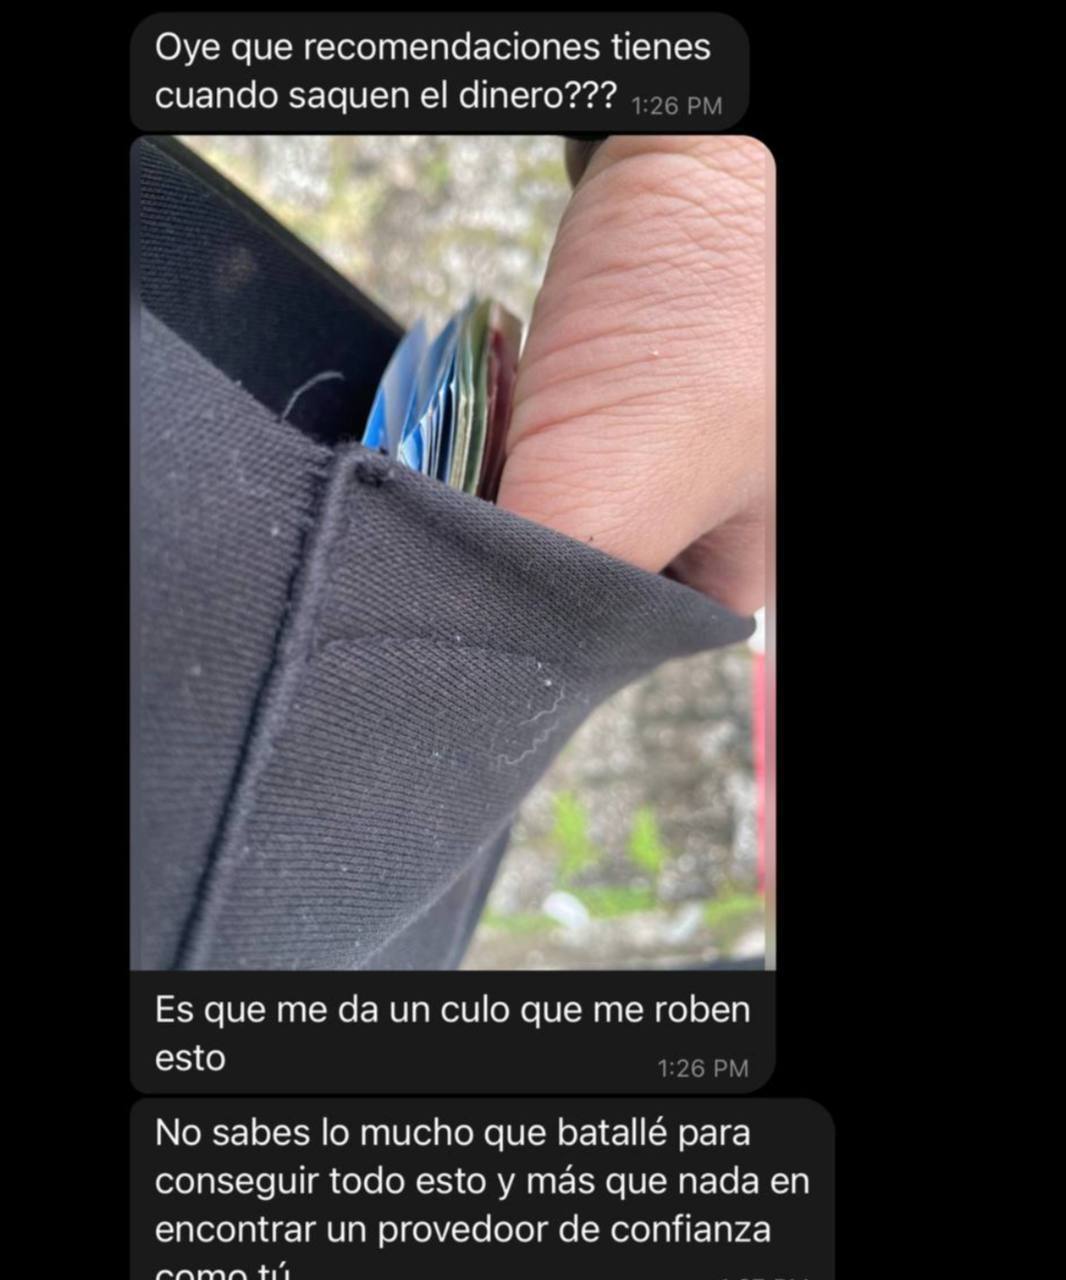 Oye que recomendaciones tienes
cuando saquen el dinero??? 1:26 PM
Es que me da un culo que me roben
esto 1:26 PM
No sabes lo mucho que batallé para
conseguir todo esto y más que nada en
encontrar un provedoor de confianza
como tú